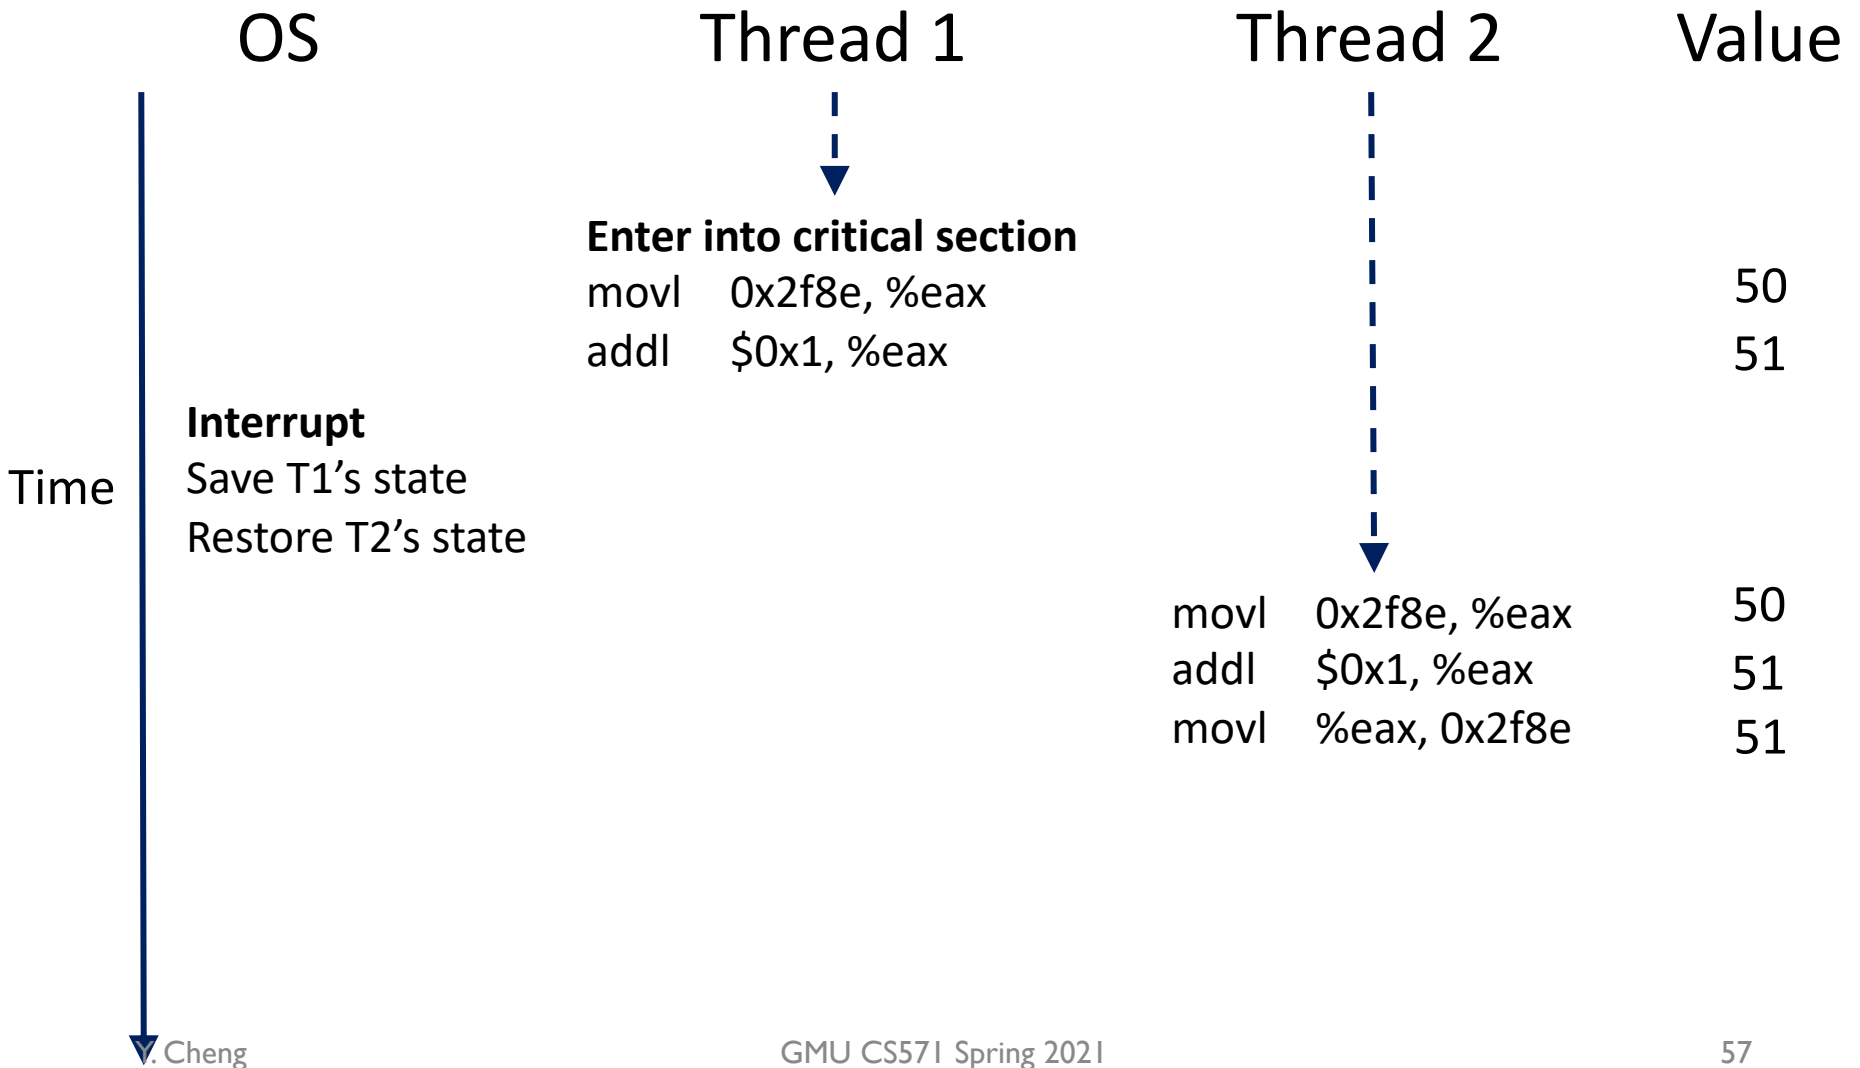 OS Thread 1 Thread 2 Value
Enter into critical section
movl 0x2f8e, %eax 50
addl $0x1, %eax 51
Interrupt
Time Save T1’s state
Restore T2’s state
movl 0x2f8e, %eax 50
addl $0x1, %eax 51
movl %eax, 0x2f8e 51
Y. Cheng GMU CS571 Spring 2021 57